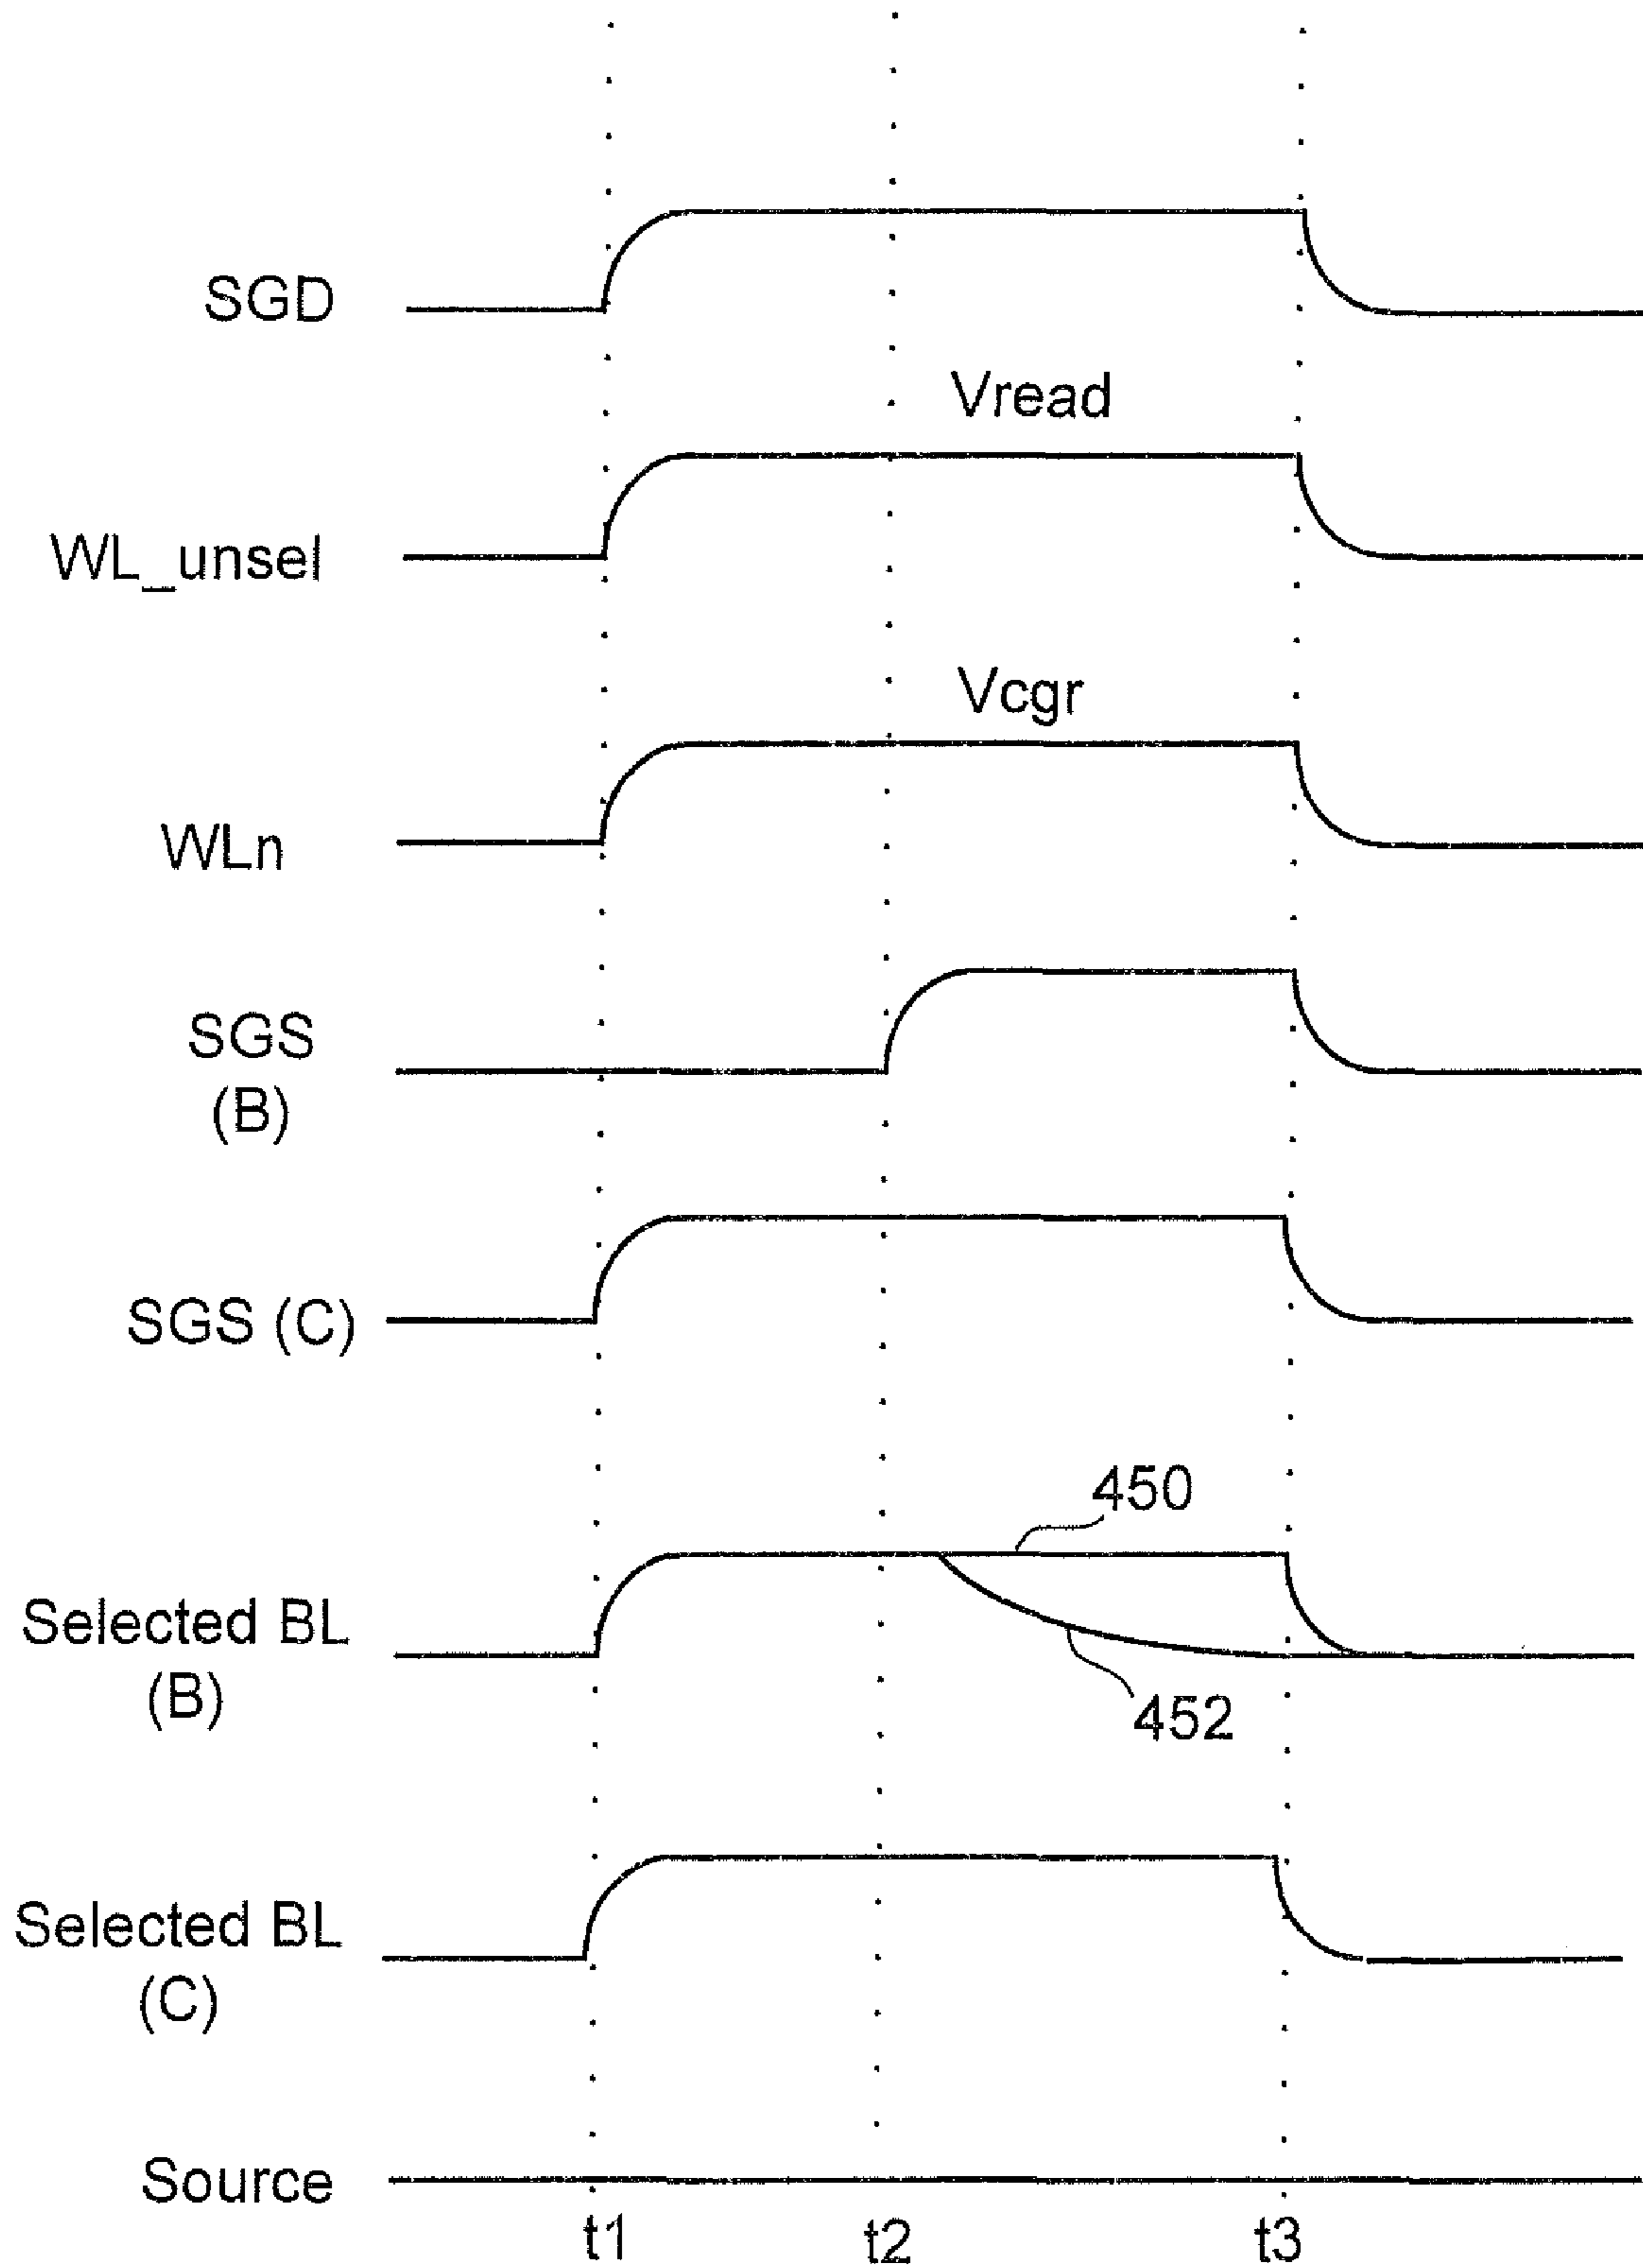 SGD
Vread
WL_unsel
Vcgr
WLn
SGS
(B)
SGS (C)
450
Selected BL
(B)
452
Selected BL
(C)
Source
t1
t2
t3